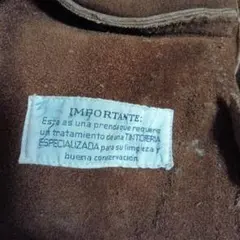 IMPORTANTE:
Esta es una prenda que requiere
un tratamiento de una TINTORERIA
ESPECIALIZADA para su limpieza y
buena conservación.